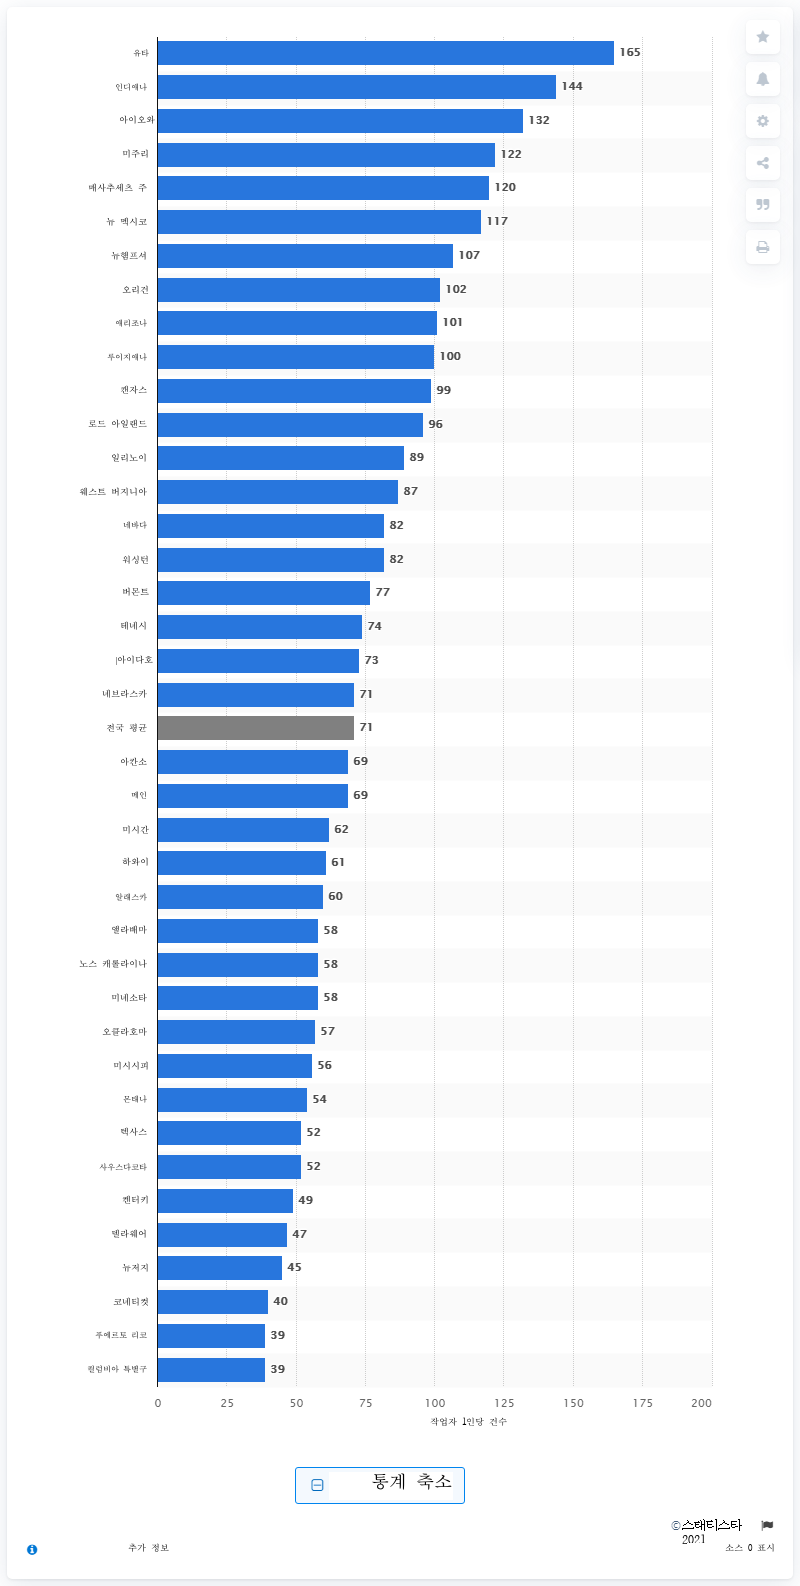 유타 165
인디애나 144
아이오와 132
미주리 122
매사추세츠 주 120
뉴 멕시코 117
뉴햄프셔 107
오리건 102
애리조나 101
루이지애나 100
캔자스 99
로드 아일랜드 96
일리노이 89
웨스트 버지니아 87
네바다 82
워싱턴 82
버몬트 77
테네시 74
|아이다호 73
네브라스카 71
전국 평균 71
아칸소 69
메인 69
미시간 62
하와이 61
알래스카 60
앨라배마 58
노스 캐롤라이나 58
미네소타 58
오클라호마 57
미시시피 56
몬태나 54
텍사스 52
사우스다코타 52
켄터키 49
델라웨어 47
뉴저지 45
코네티컷 40
푸에르토 리코 39
컬럼비아 특별구 39
0 25 50 75 100 125 150 175 200
작업자 1인당 건수
통계 축소
©스태티스타
2021
추가 정보 소스 0 표시